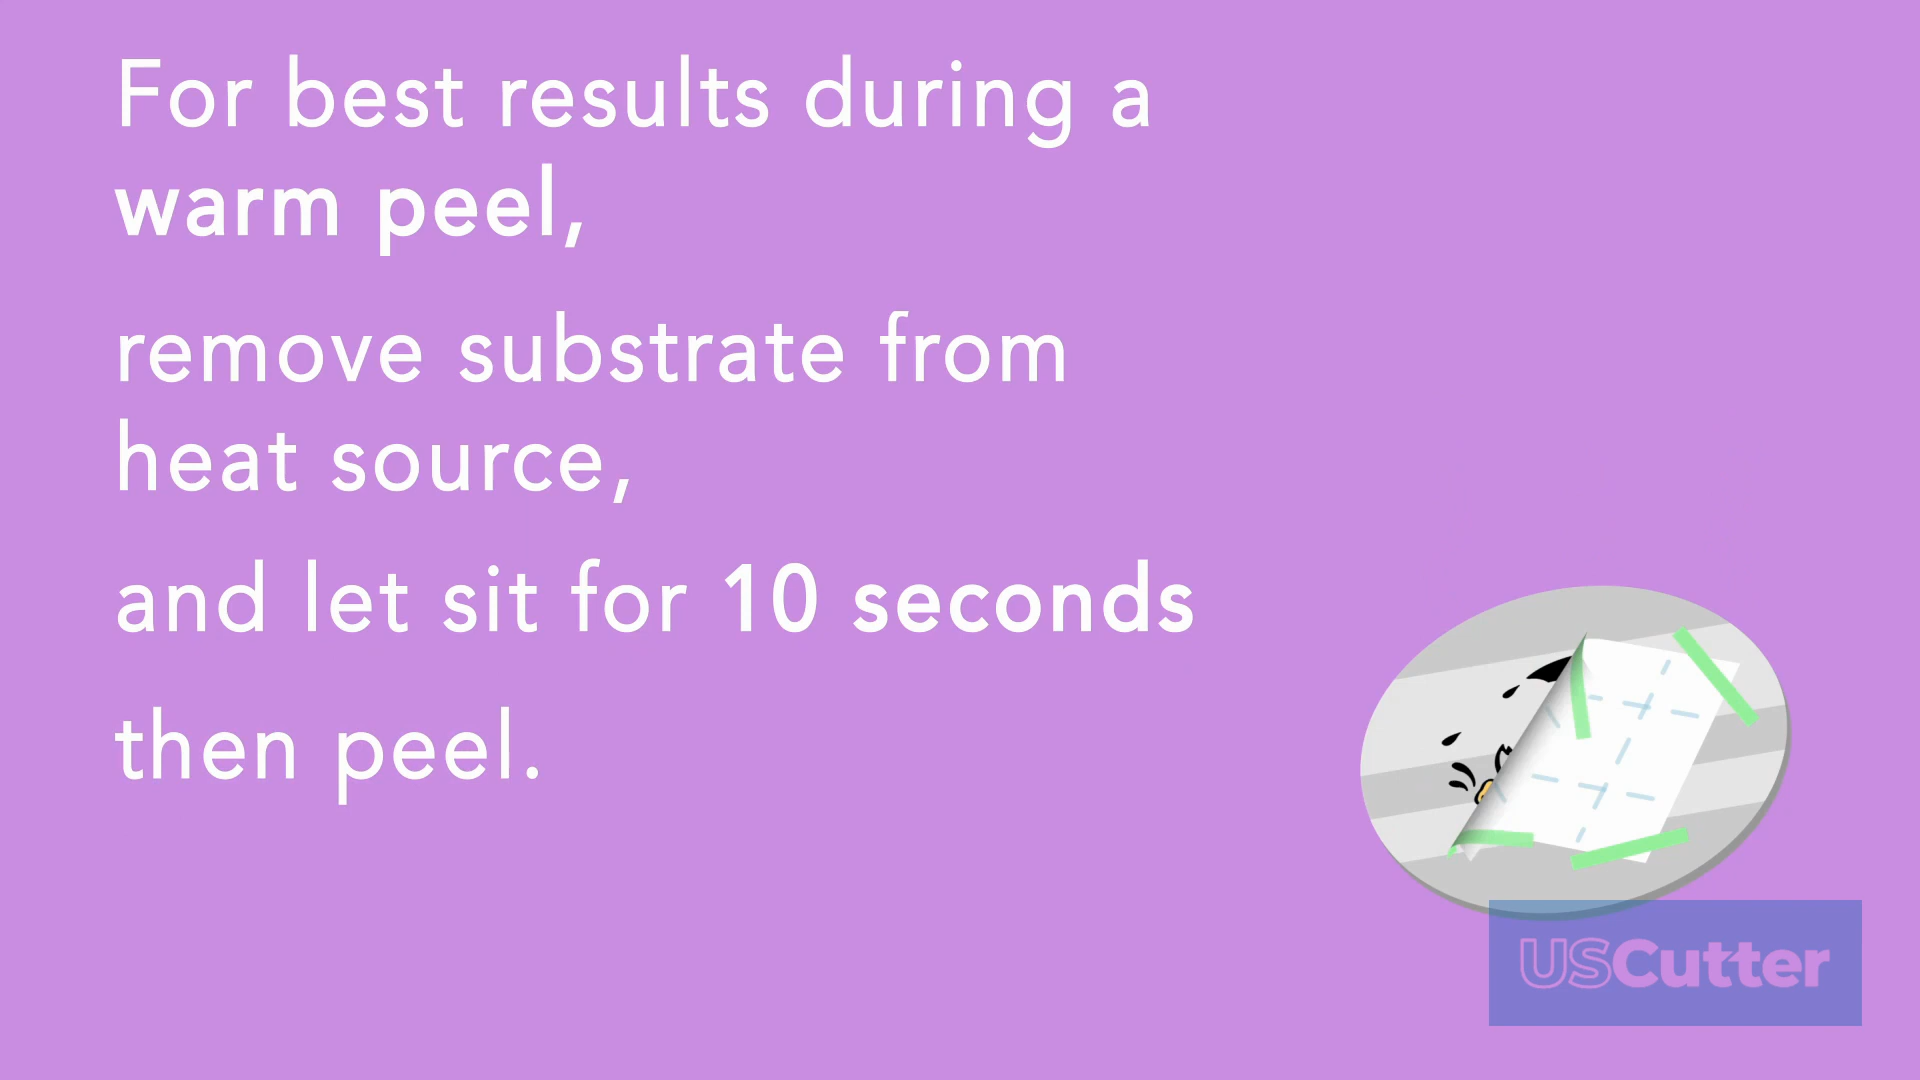 For best results during a
warm peel,
remove substrate from
heat source,
and let sit for 10 seconds
then peel.
USCutter